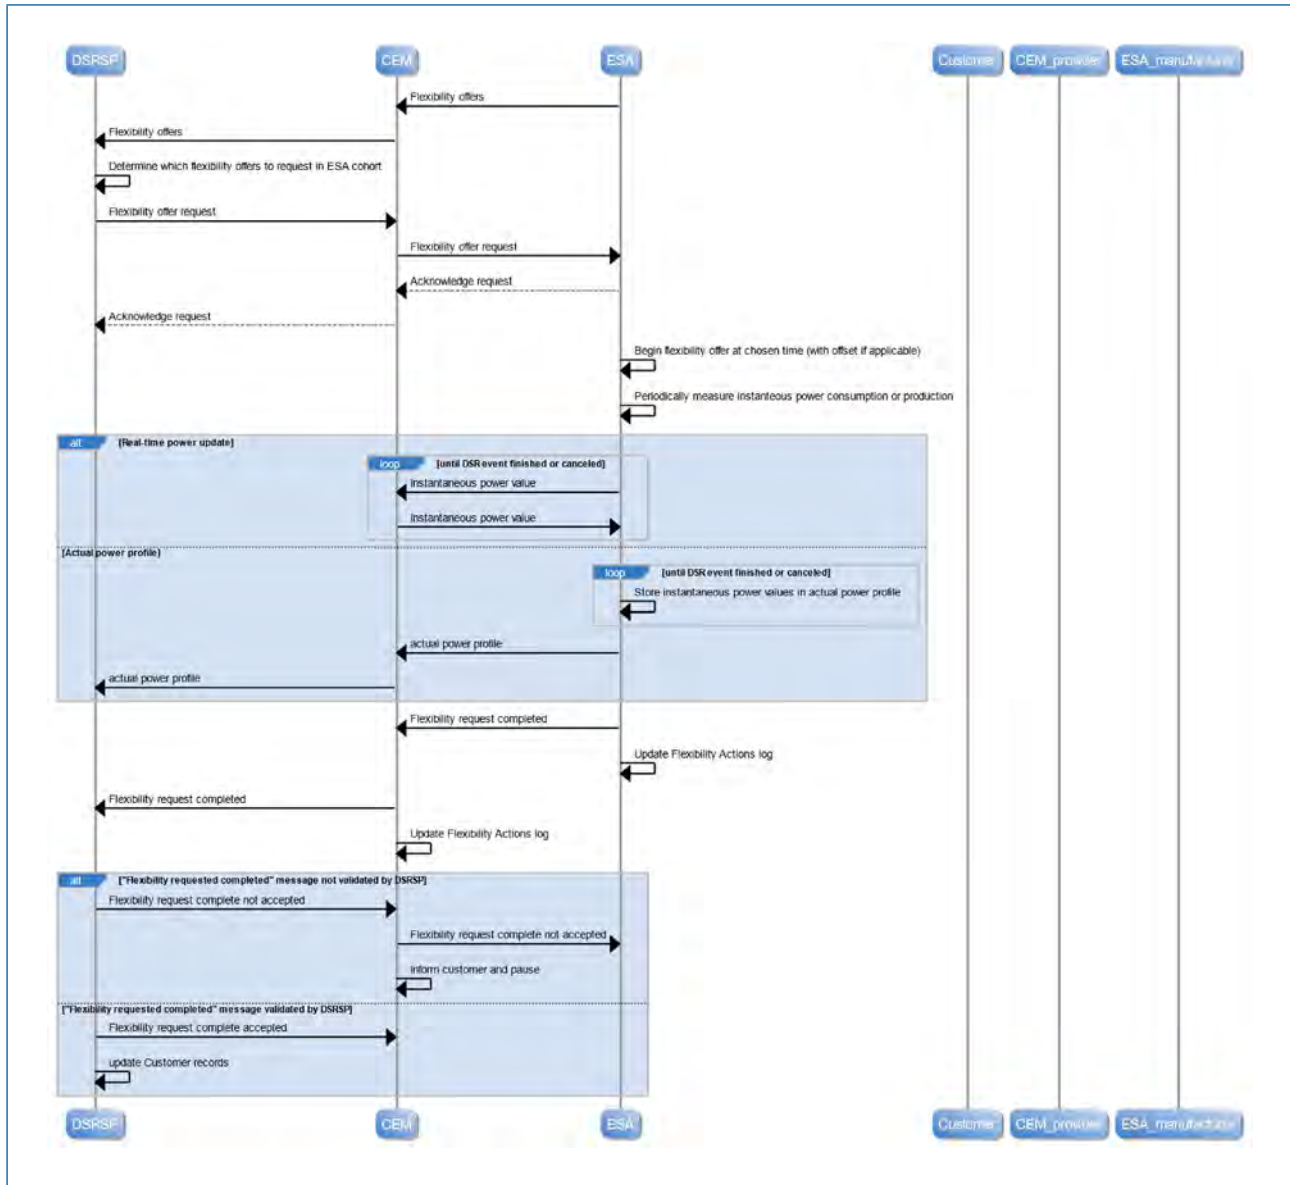 DSRSP
CEM
ESA
Customer
CEM_provider
ESA_manufacturer
Flexibility offers
Flexibility offers
Determine which flexibility offers to request in ESA cohort
Flexibility offer request
Flexibility offer request
Acknowledge request
Acknowledge request
Begin flexibility offer at chosen time (with offset if applicable)
Periodically measure instanteous power consumption or production
alt
[Real-time power update]
loop
[until DSR event finished or canceled]
Instantaneous power value
Instantaneous power value
[Actual power profile]
loop
[until DSR event finished or canceled]
Store instantaneous power values in actual power profile
actual power profile
actual power profile
Flexibility request completed
Update Flexibility Actions log
Flexibility request completed
Update Flexibility Actions log
alt
["Flexibility requested completed" message not validated by DSRSP]
Flexibility request complete not accepted
Flexibility request complete not accepted
Inform customer and pause
["Flexibility requested completed" message validated by DSRSP]
Flexibility request complete accepted
update Customer records
DSRSP
CEM
ESA
Customer
CEM_provider
ESA_manufacturer